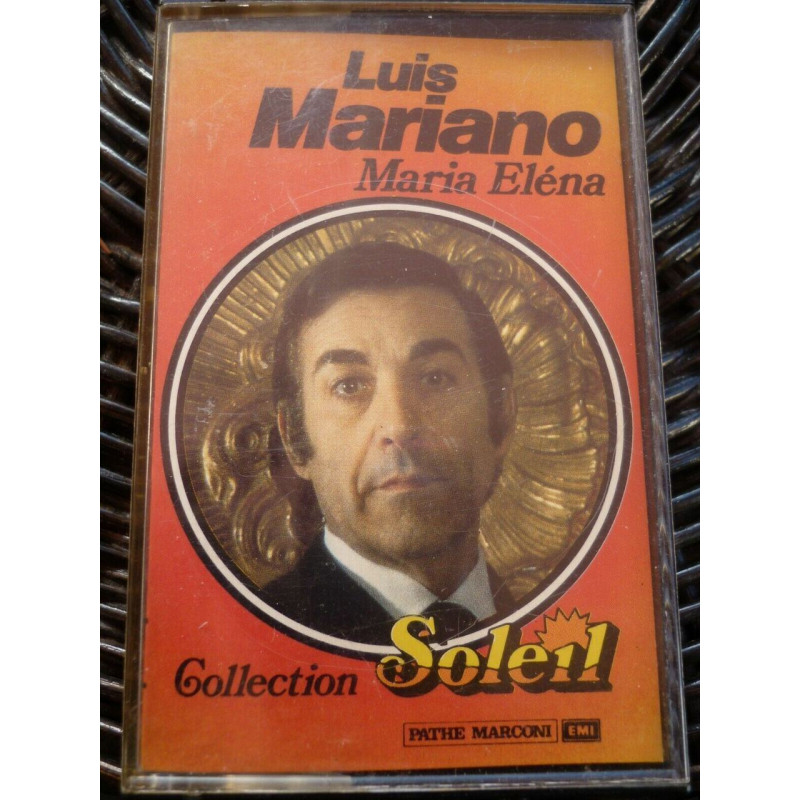 Luis
Mariano
Maria Eléna
Collection Soleil
PATHE MARCONI EMI